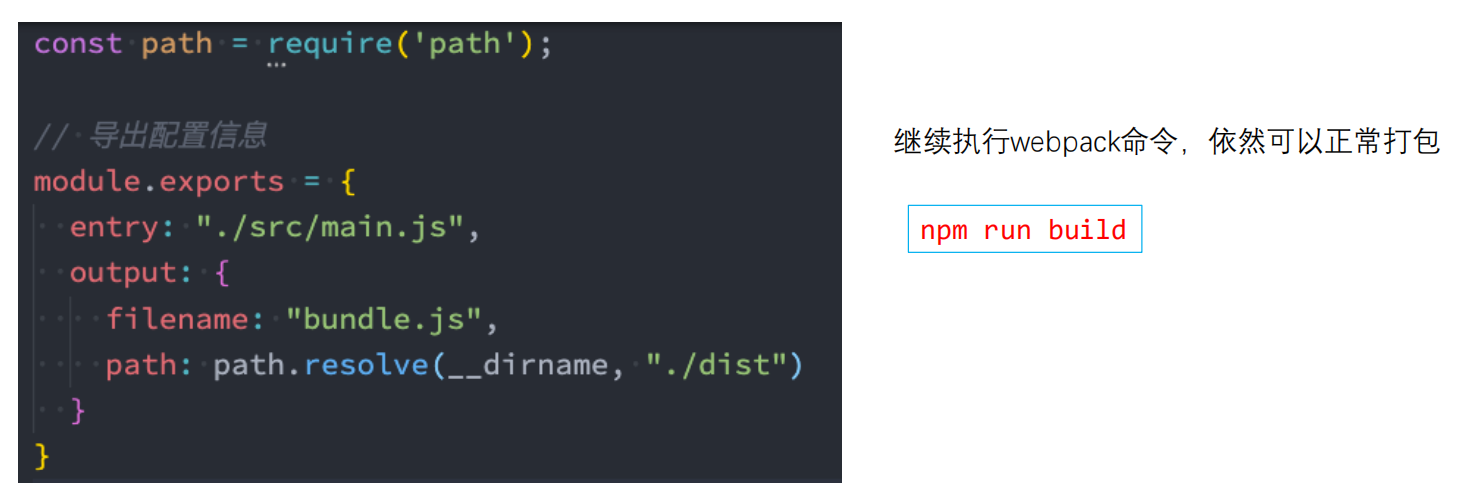 const path = require('path');
// 导出配置信息
module.exports = {
  entry: "./src/main.js",
  output: {
    filename: "bundle.js",
    path: path.resolve(__dirname, "./dist")
  }
}
继续执行webpack命令，依然可以正常打包
npm run build